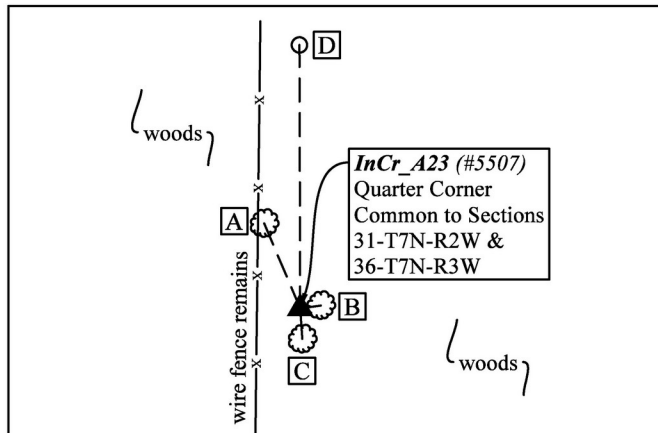 D
woods
InCr_A23 (#5507)
Quarter Corner
Common to Sections
31-T7N-R2W &
36-T7N-R3W
A
B
C
wire fence remains
woods
x
x
x
x